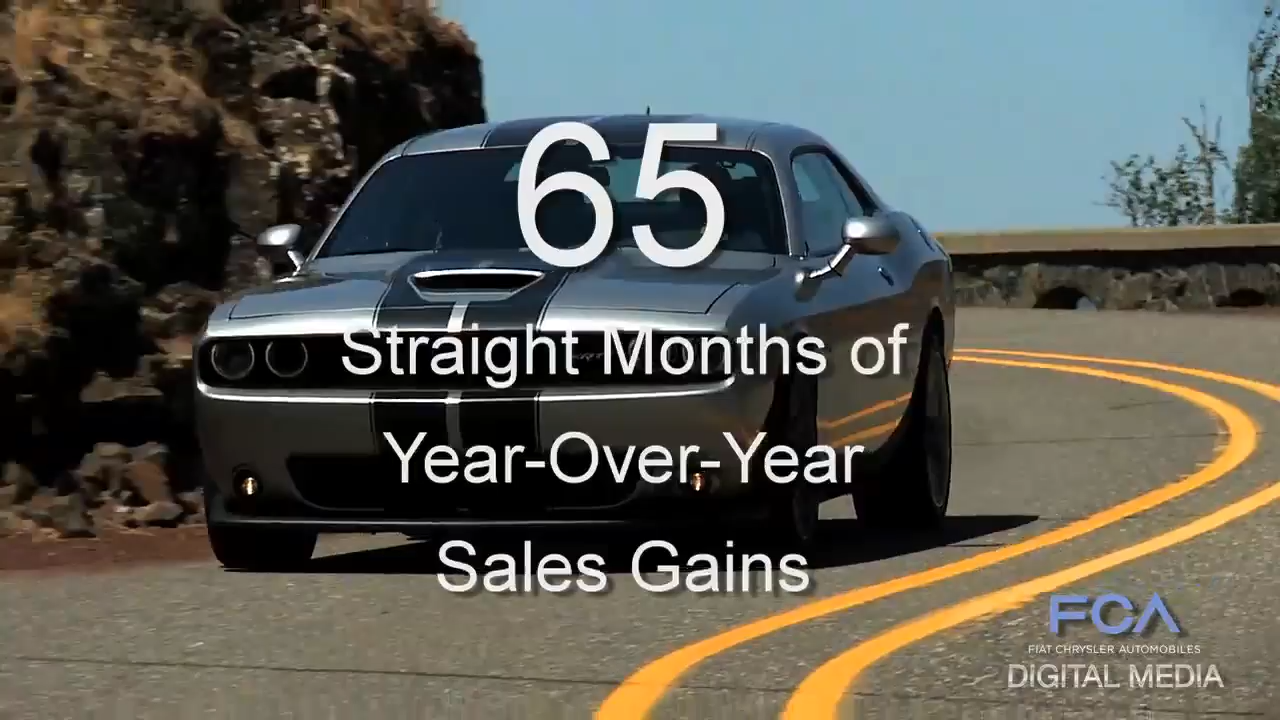 65
Straight Months of
Year-Over-Year
Sales Gains
FCA
FIAT CHRYSLER AUTOMOBILES
DIGITAL MEDIA